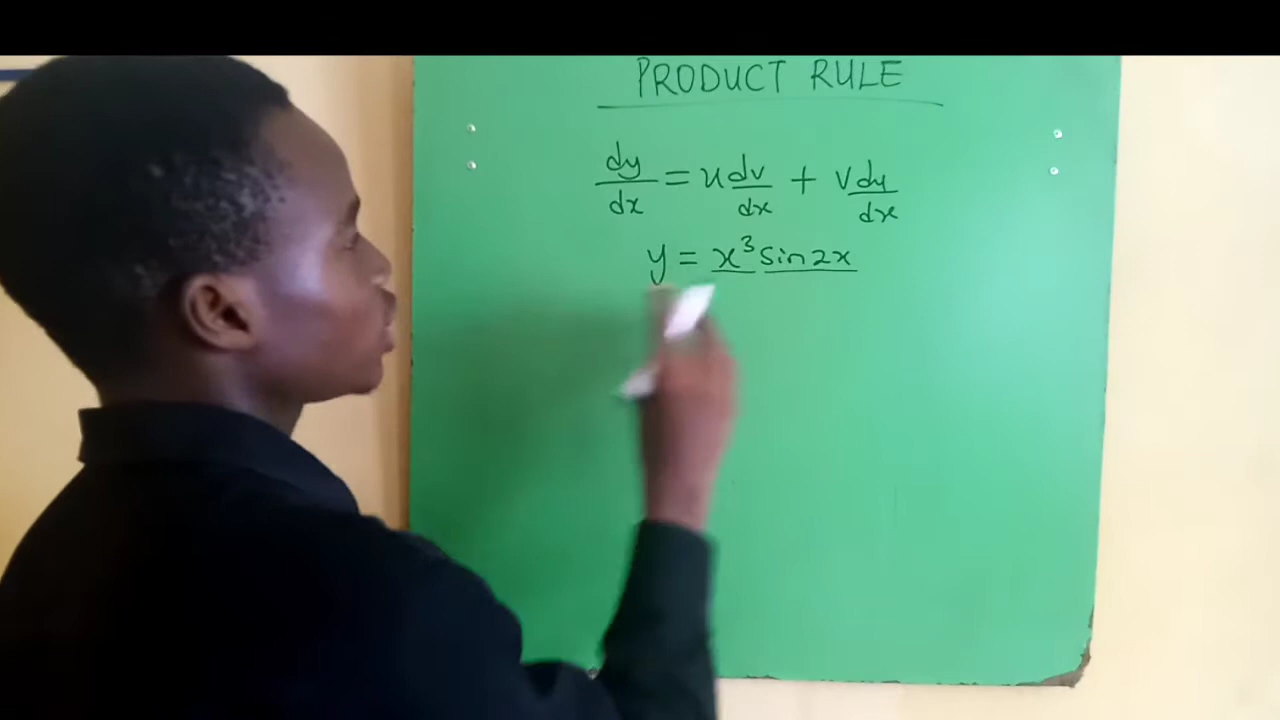 PRODUCT RULE
dy/dx = u dv/dx + v du/dx
y = x³ sin2x